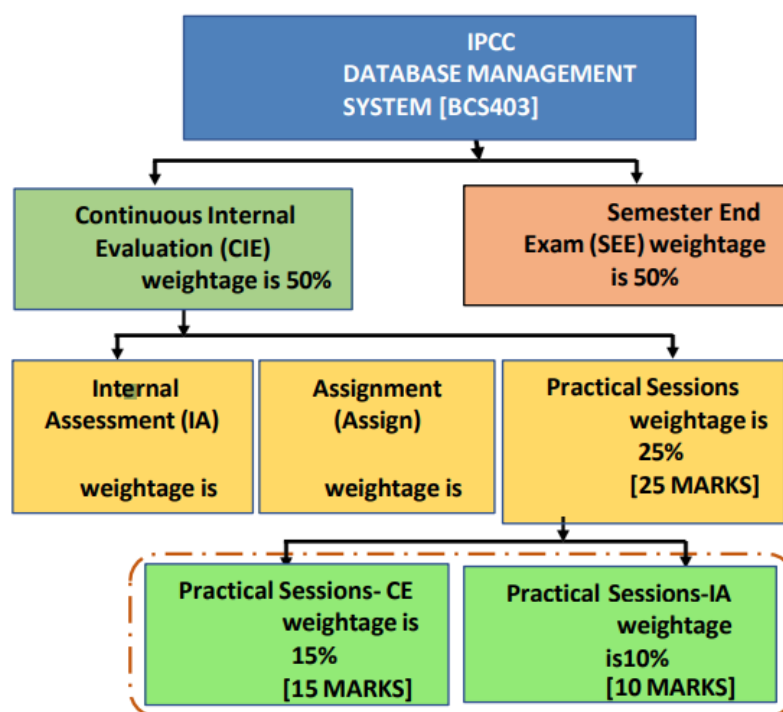 IPCC
DATABASE MANAGEMENT
SYSTEM [BCS403]
Continuous Internal
Evaluation (CIE)
weightage is 50%
Semester End
Exam (SEE) weightage
is 50%
Internal
Assessment (IA)
weightage is
Assignment
(Assign)
weightage is
Practical Sessions
weightage is
25%
[25 MARKS]
Practical Sessions- CE
weightage is
15%
[15 MARKS]
Practical Sessions-IA
weightage
is10%
[10 MARKS]